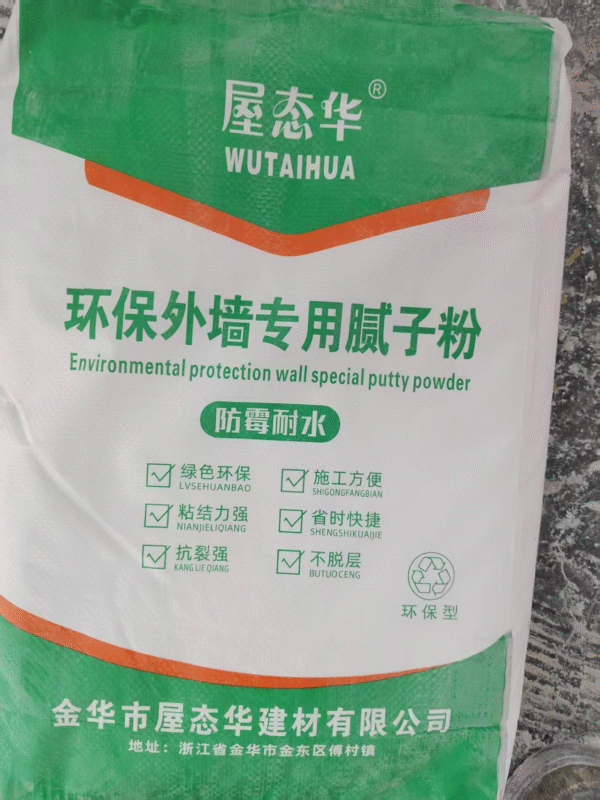 屋态华®
WUTAIHUA
环保外墙专用腻子粉
Environmental protection wall special putty powder
防霉耐水
绿色环保
LVSEHUANBAO
施工方便
SHIGONGFANGBIAN
粘结力强
NIANJIELIQIANG
省时快捷
SHENGSHIKUAIJIE
抗裂强
KANG LIE QIANG
不脱层
BUTUOCENG
环保型
金华市屋态华建材有限公司
地址：浙江省金华市金东区傅村镇